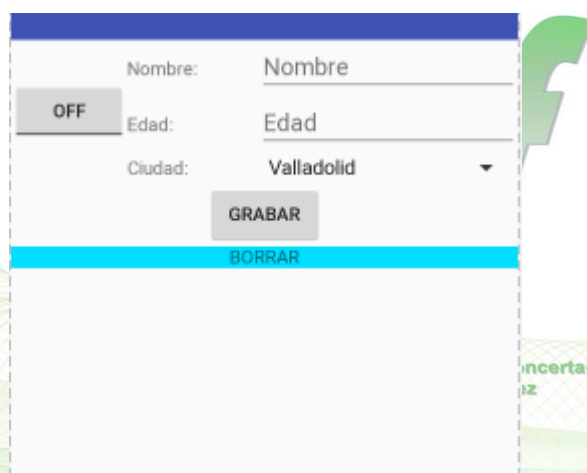 Nombre: Nombre
OFF
Edad: Edad
Ciudad: Valladolid
GRABAR
BORRAR